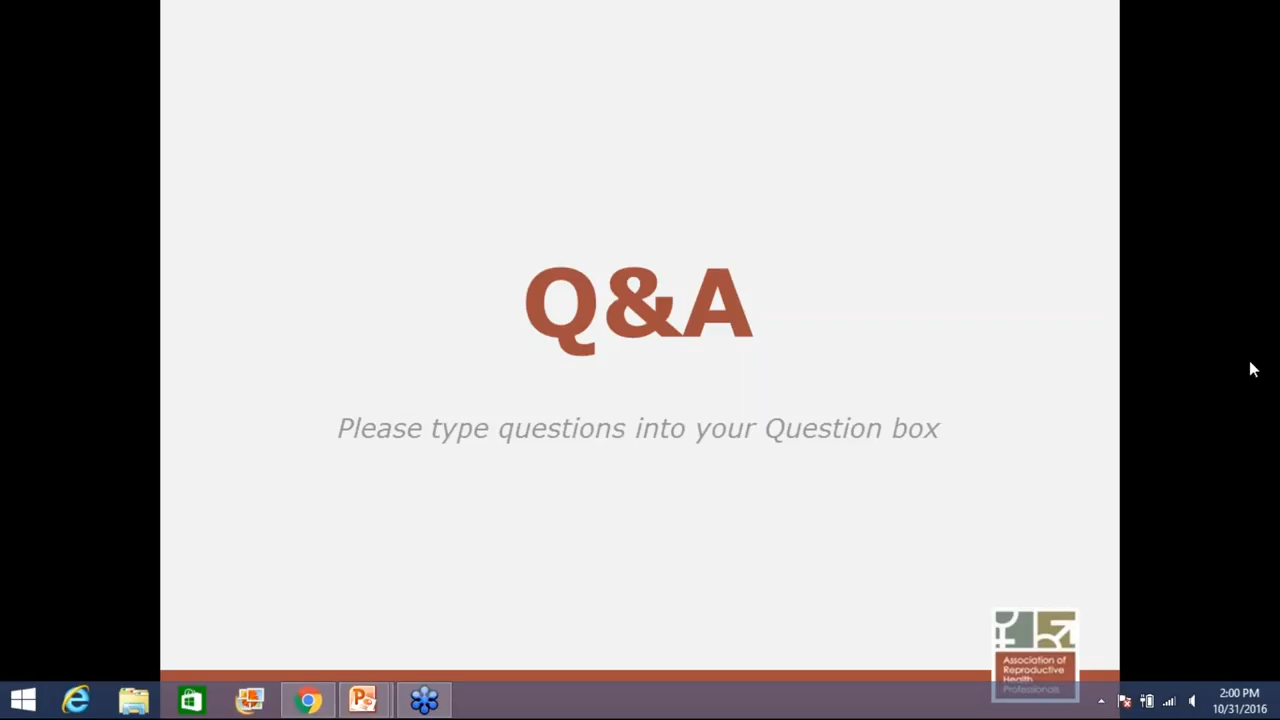 Q&A
Please type questions into your Question box
Association of
Reproductive
Health
Professionals
2:00 PM
10/31/2016